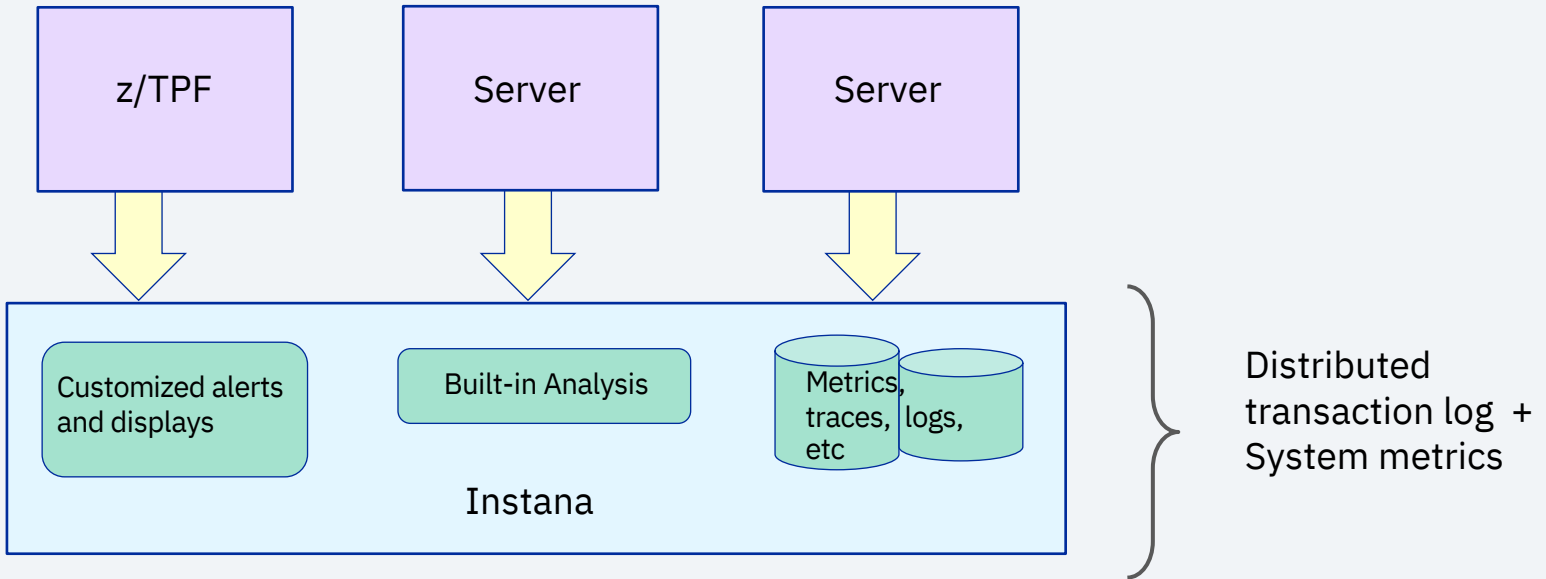 z/TPF
Server
Server
Customized alerts
and displays
Built-in Analysis
Metrics,
traces, logs,
etc
Instana
Distributed
transaction log +
System metrics